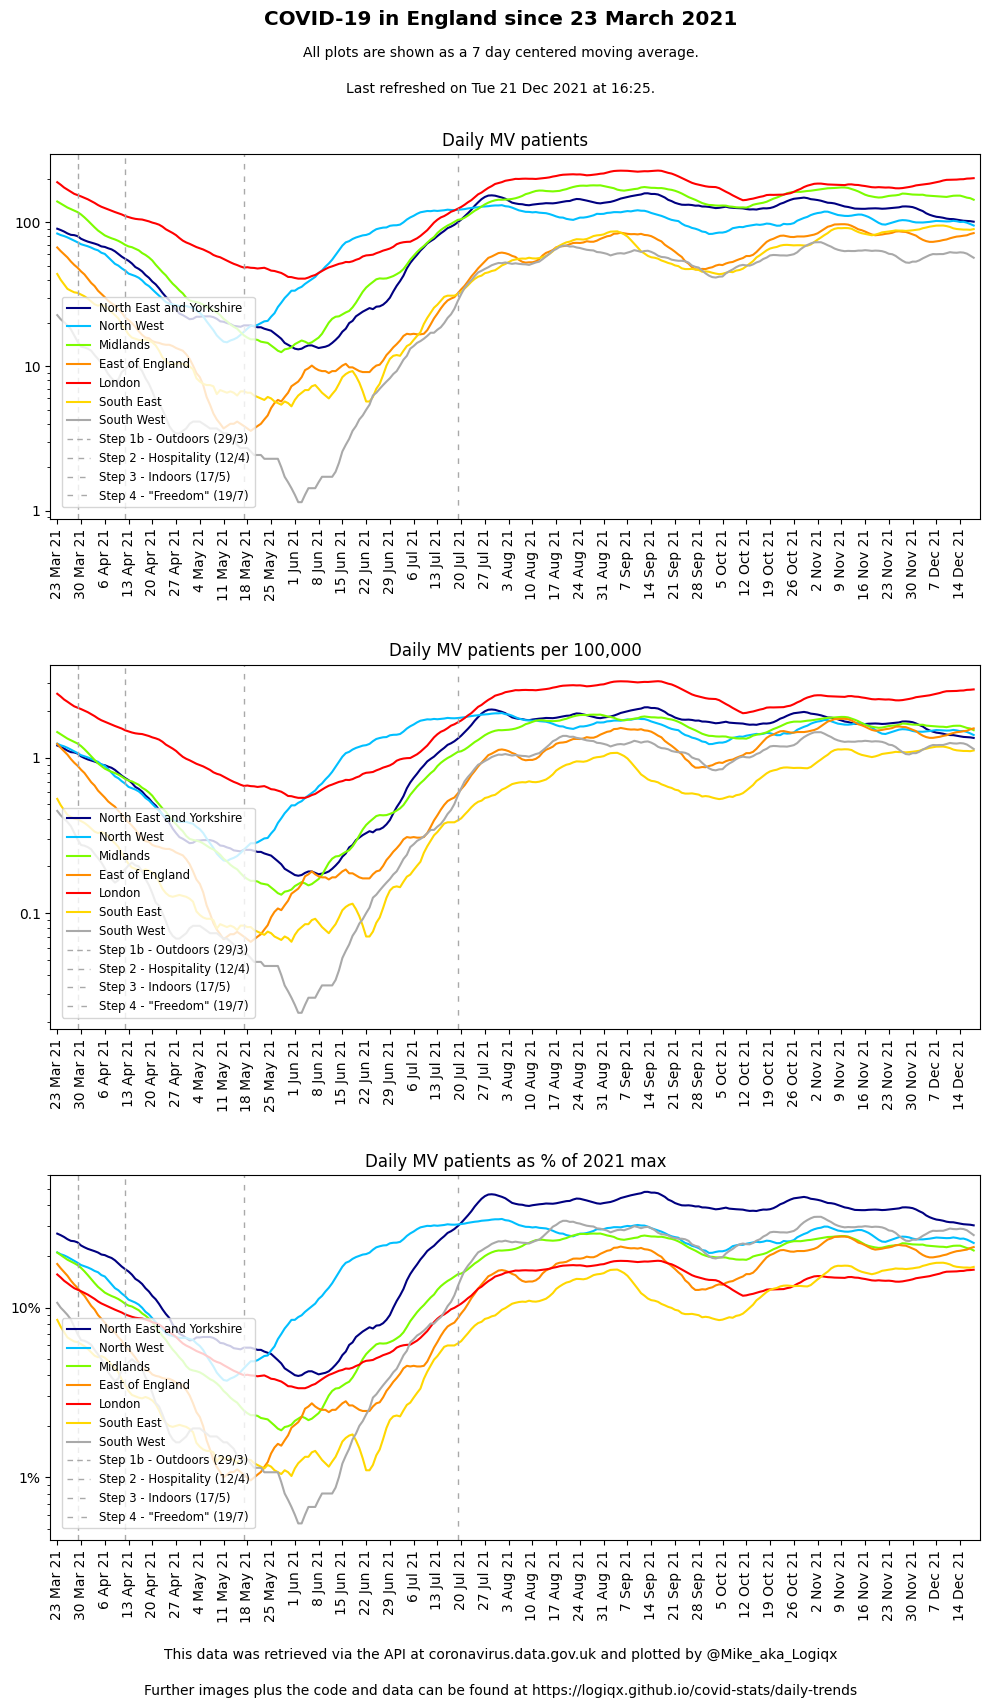 COVID-19 in England since 23 March 2021
All plots are shown as a 7 day centered moving average.
Last refreshed on Tue 21 Dec 2021 at 16:25.
Daily MV patients
100
10
1
North East and Yorkshire
North West
Midlands
East of England
London
South East
South West
Step 1b - Outdoors (29/3)
Step 2 - Hospitality (12/4)
Step 3 - Indoors (17/5)
Step 4 - "Freedom" (19/7)
23 Mar 21
30 Mar 21
6 Apr 21
13 Apr 21
20 Apr 21
27 Apr 21
4 May 21
11 May 21
18 May 21
25 May 21
1 Jun 21
8 Jun 21
15 Jun 21
22 Jun 21
29 Jun 21
6 Jul 21
13 Jul 21
20 Jul 21
27 Jul 21
3 Aug 21
10 Aug 21
17 Aug 21
24 Aug 21
31 Aug 21
7 Sep 21
14 Sep 21
21 Sep 21
28 Sep 21
5 Oct 21
12 Oct 21
19 Oct 21
26 Oct 21
2 Nov 21
9 Nov 21
16 Nov 21
23 Nov 21
30 Nov 21
7 Dec 21
14 Dec 21
Daily MV patients per 100,000
1
0.1
North East and Yorkshire
North West
Midlands
East of England
London
South East
South West
Step 1b - Outdoors (29/3)
Step 2 - Hospitality (12/4)
Step 3 - Indoors (17/5)
Step 4 - "Freedom" (19/7)
23 Mar 21
30 Mar 21
6 Apr 21
13 Apr 21
20 Apr 21
27 Apr 21
4 May 21
11 May 21
18 May 21
25 May 21
1 Jun 21
8 Jun 21
15 Jun 21
22 Jun 21
29 Jun 21
6 Jul 21
13 Jul 21
20 Jul 21
27 Jul 21
3 Aug 21
10 Aug 21
17 Aug 21
24 Aug 21
31 Aug 21
7 Sep 21
14 Sep 21
21 Sep 21
28 Sep 21
5 Oct 21
12 Oct 21
19 Oct 21
26 Oct 21
2 Nov 21
9 Nov 21
16 Nov 21
23 Nov 21
30 Nov 21
7 Dec 21
14 Dec 21
Daily MV patients as % of 2021 max
10%
1%
North East and Yorkshire
North West
Midlands
East of England
London
South East
South West
Step 1b - Outdoors (29/3)
Step 2 - Hospitality (12/4)
Step 3 - Indoors (17/5)
Step 4 - "Freedom" (19/7)
23 Mar 21
30 Mar 21
6 Apr 21
13 Apr 21
20 Apr 21
27 Apr 21
4 May 21
11 May 21
18 May 21
25 May 21
1 Jun 21
8 Jun 21
15 Jun 21
22 Jun 21
29 Jun 21
6 Jul 21
13 Jul 21
20 Jul 21
27 Jul 21
3 Aug 21
10 Aug 21
17 Aug 21
24 Aug 21
31 Aug 21
7 Sep 21
14 Sep 21
21 Sep 21
28 Sep 21
5 Oct 21
12 Oct 21
19 Oct 21
26 Oct 21
2 Nov 21
9 Nov 21
16 Nov 21
23 Nov 21
30 Nov 21
7 Dec 21
14 Dec 21
This data was retrieved via the API at coronavirus.data.gov.uk and plotted by @Mike_aka_Logiqx
Further images plus the code and data can be found at https://logiqx.github.io/covid-stats/daily-trends